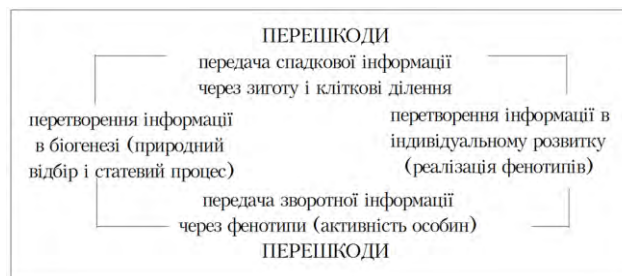 ПЕРЕШКОДИ
передача спадкової інформації
через зиготу і кліткові ділення
перетворення інформації
в біогенезі (природний
відбір і статевий процес)
перетворення інформації в
індивідуальному розвитку
(реалізація фенотипів)
передача зворотної інформації
через фенотипи (активність особин)
ПЕРЕШКОДИ